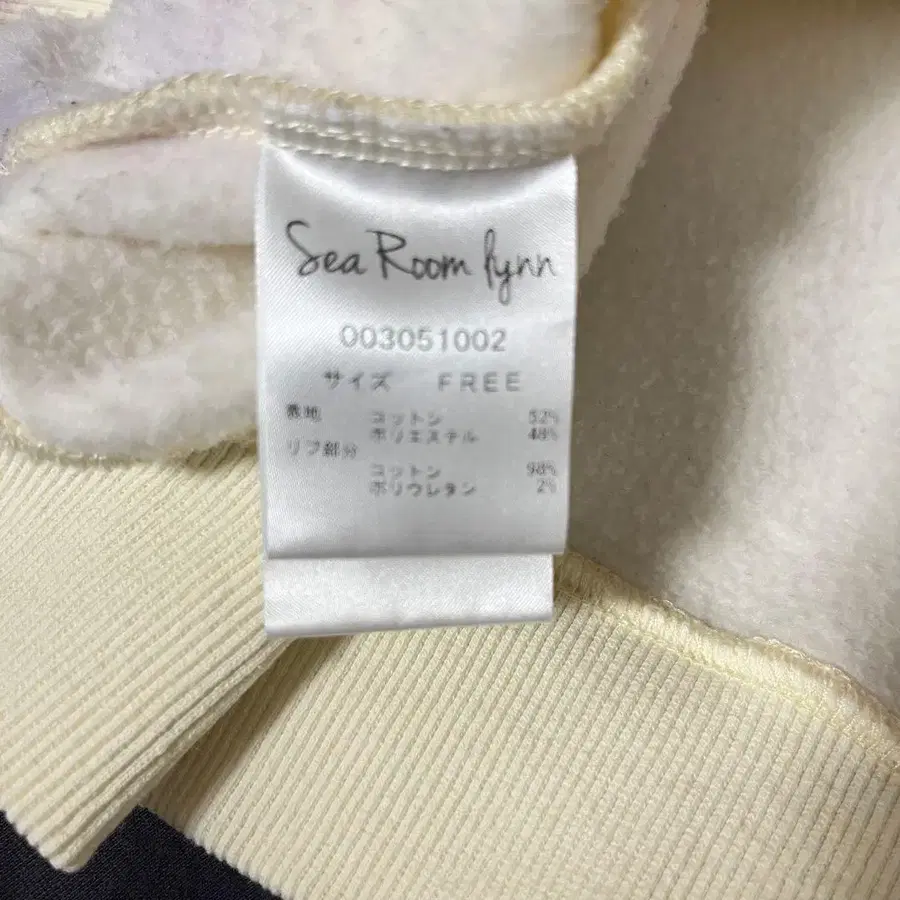 Sea Room lynn
003051002
サイズ FREE
表地 コットン 52%
ポリエステル 48%
リブ部分
コットン 98%
ポリウレタン 2%